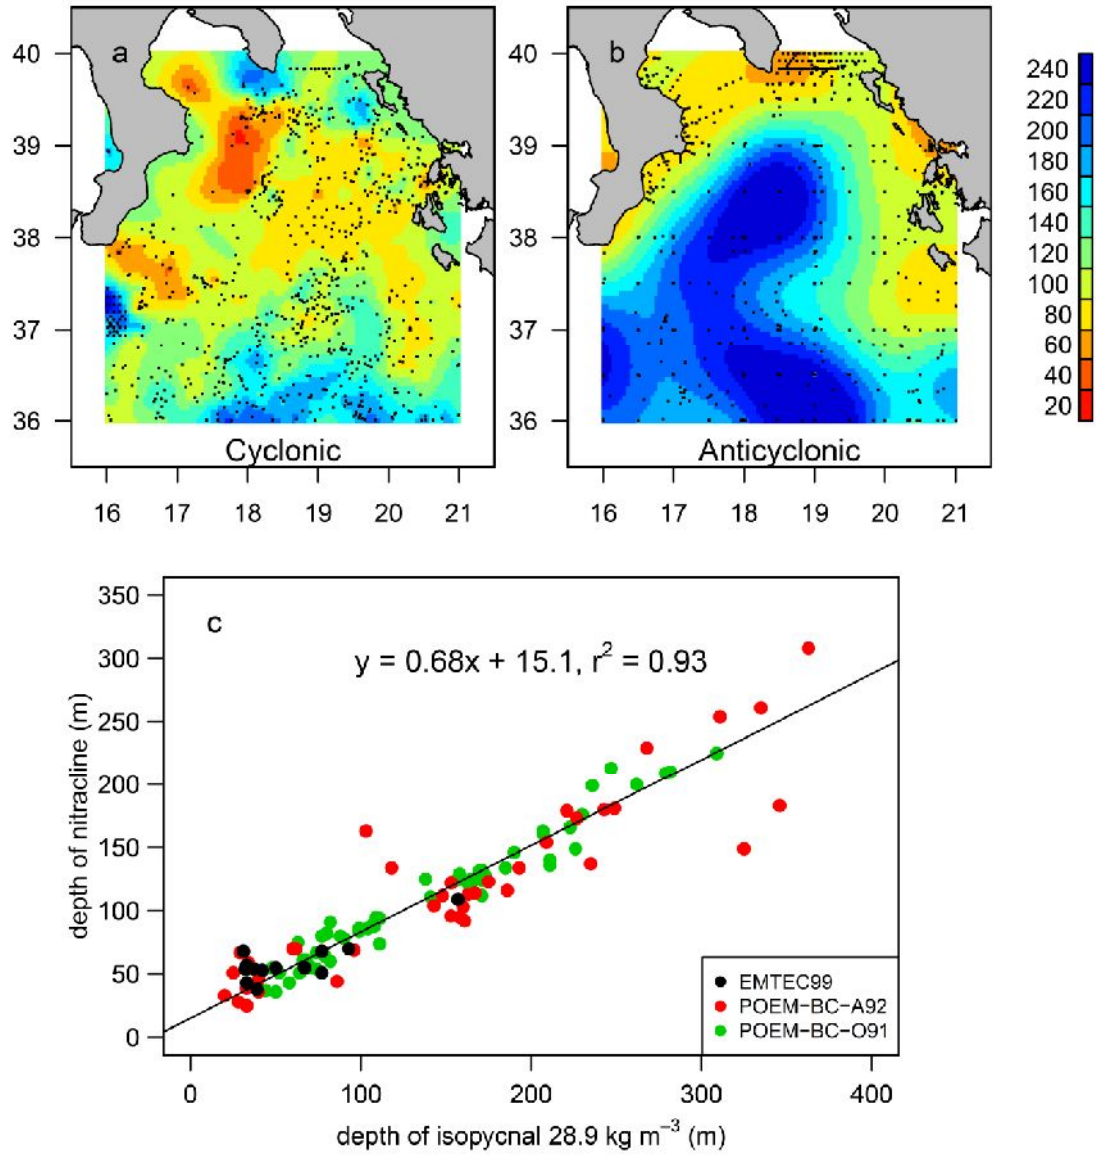 a
b
40
39
38
37
36
Cyclonic
16 17 18 19 20 21
40
39
38
37
36
Anticyclonic
16 17 18 19 20 21
240
220
200
180
160
140
120
100
80
60
40
20
c
y = 0.68x + 15.1, r² = 0.93
depth of nitracline (m)
350
300
250
200
150
100
50
0
EMTEC99
POEM−BC−A92
POEM−BC−O91
0 100 200 300 400
depth of isopycnal 28.9 kg m⁻³ (m)